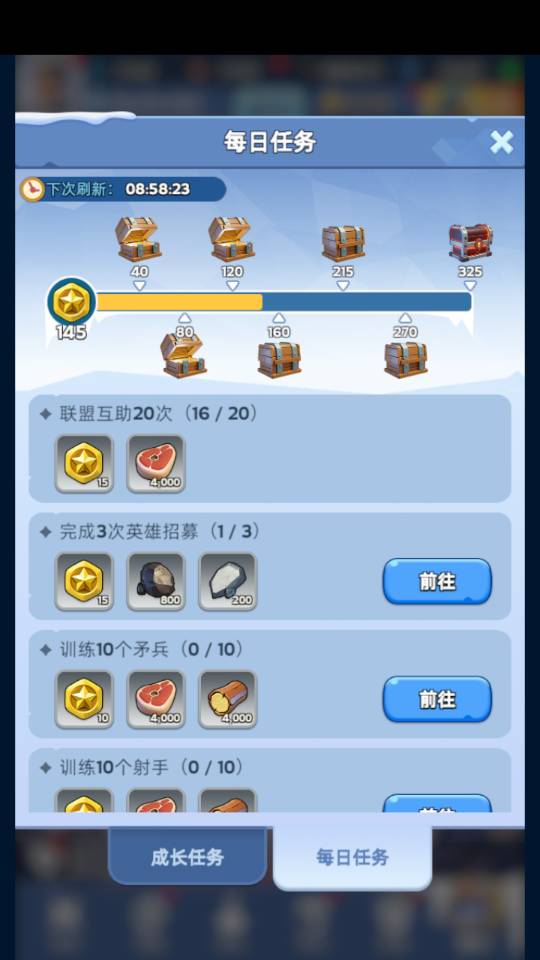 每日任务
下次刷新： 08:58:23
40
120
215
325
145
80
160
270
联盟互助20次（16 / 20）
15
4,000
完成3次英雄招募（1 / 3）
15
800
200
前往
训练10个矛兵（0 / 10）
10
4,000
4,000
前往
训练10个射手（0 / 10）
成长任务
每日任务